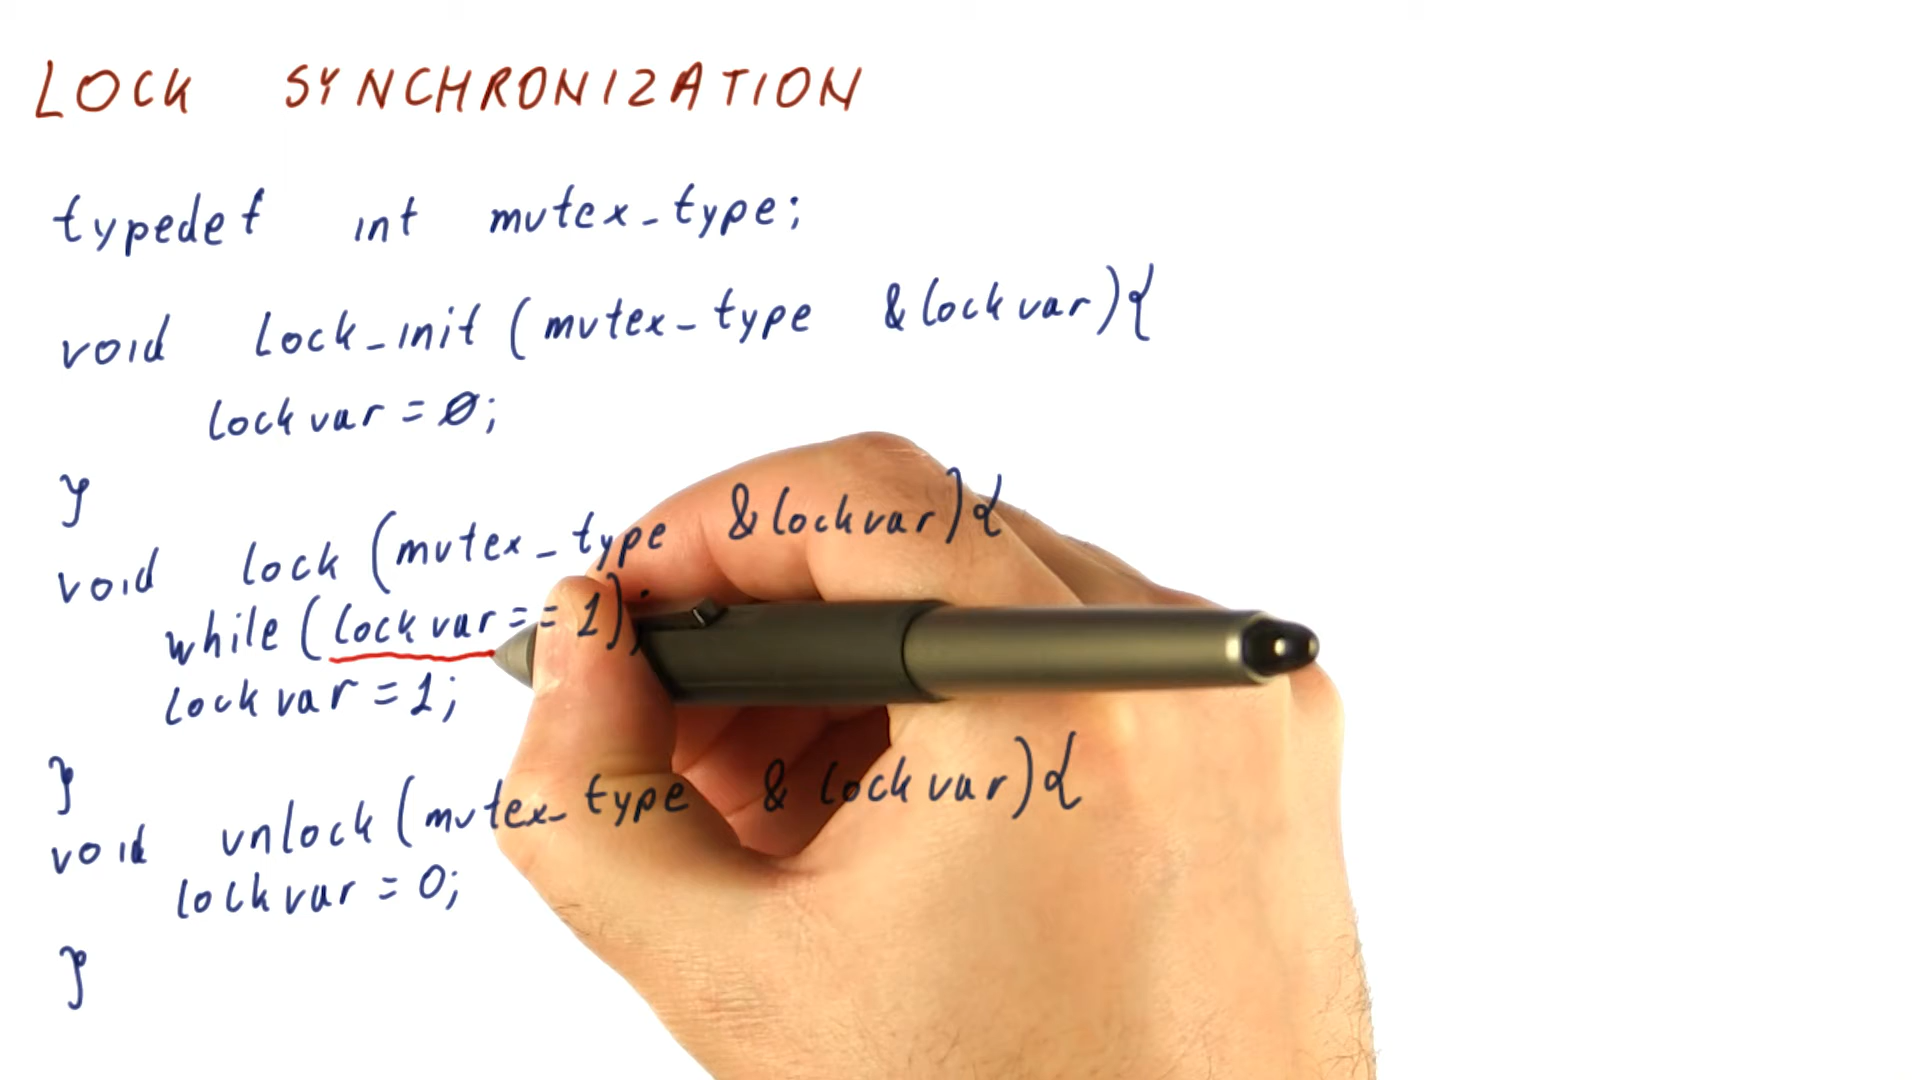 LOCK SYNCHRONIZATION
typedef int mutex_type;
void lock_init (mutex_type &lockvar){
lockvar = 0;
}
void lock (mutex_type &lockvar){
while (lockvar == 1);
lockvar = 1;
}
void unlock (mutex_type & lockvar){
lockvar = 0;
}